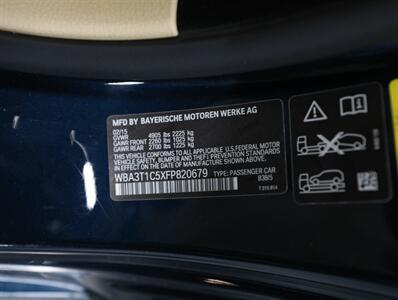 MFD BY BAYERISCHE MOTOREN WERKE AG
02/15
GVWR 4905 lbs 2225 kg
GAWR FRONT 2260 lbs 1025 kg
GAWR REAR 2700 lbs 1225 kg
THIS VEHICLE CONFORMS TO ALL APPLICABLE U.S. FEDERAL MOTOR
VEHICLE SAFETY, BUMPER, AND THEFT PREVENTION
STANDARDS IN EFFECT ON THE DATE OF
MANUFACTURE SHOWN ABOVE.
WBA3T1C5XFP820679 TYPE: PASSENGER CAR